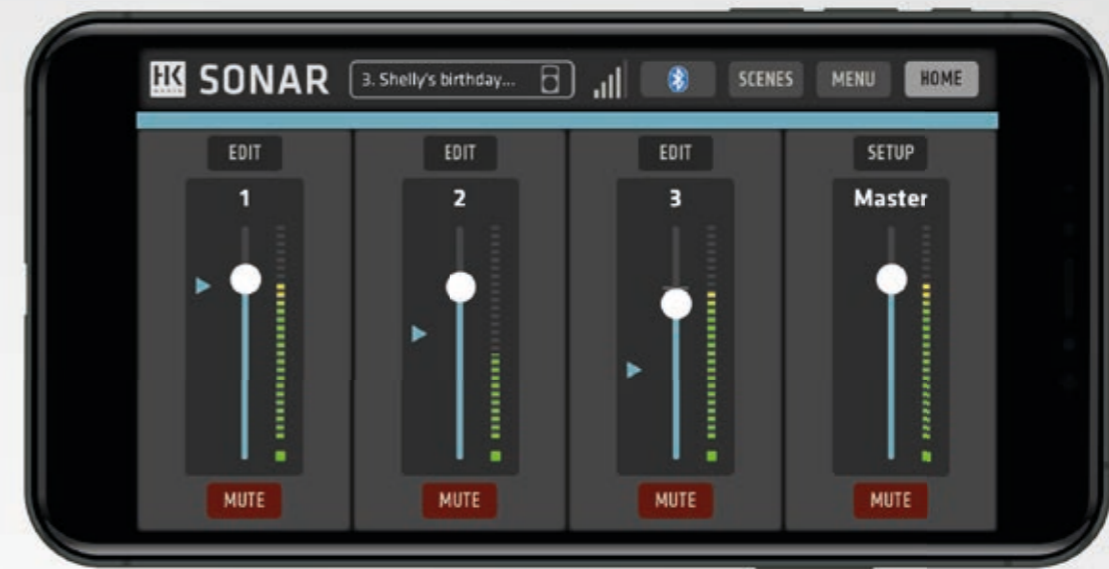 HK AUDIO SONAR 3. Shelly's birthday... SCENES MENU HOME
EDIT EDIT EDIT SETUP
1 2 3 Master
MUTE MUTE MUTE MUTE